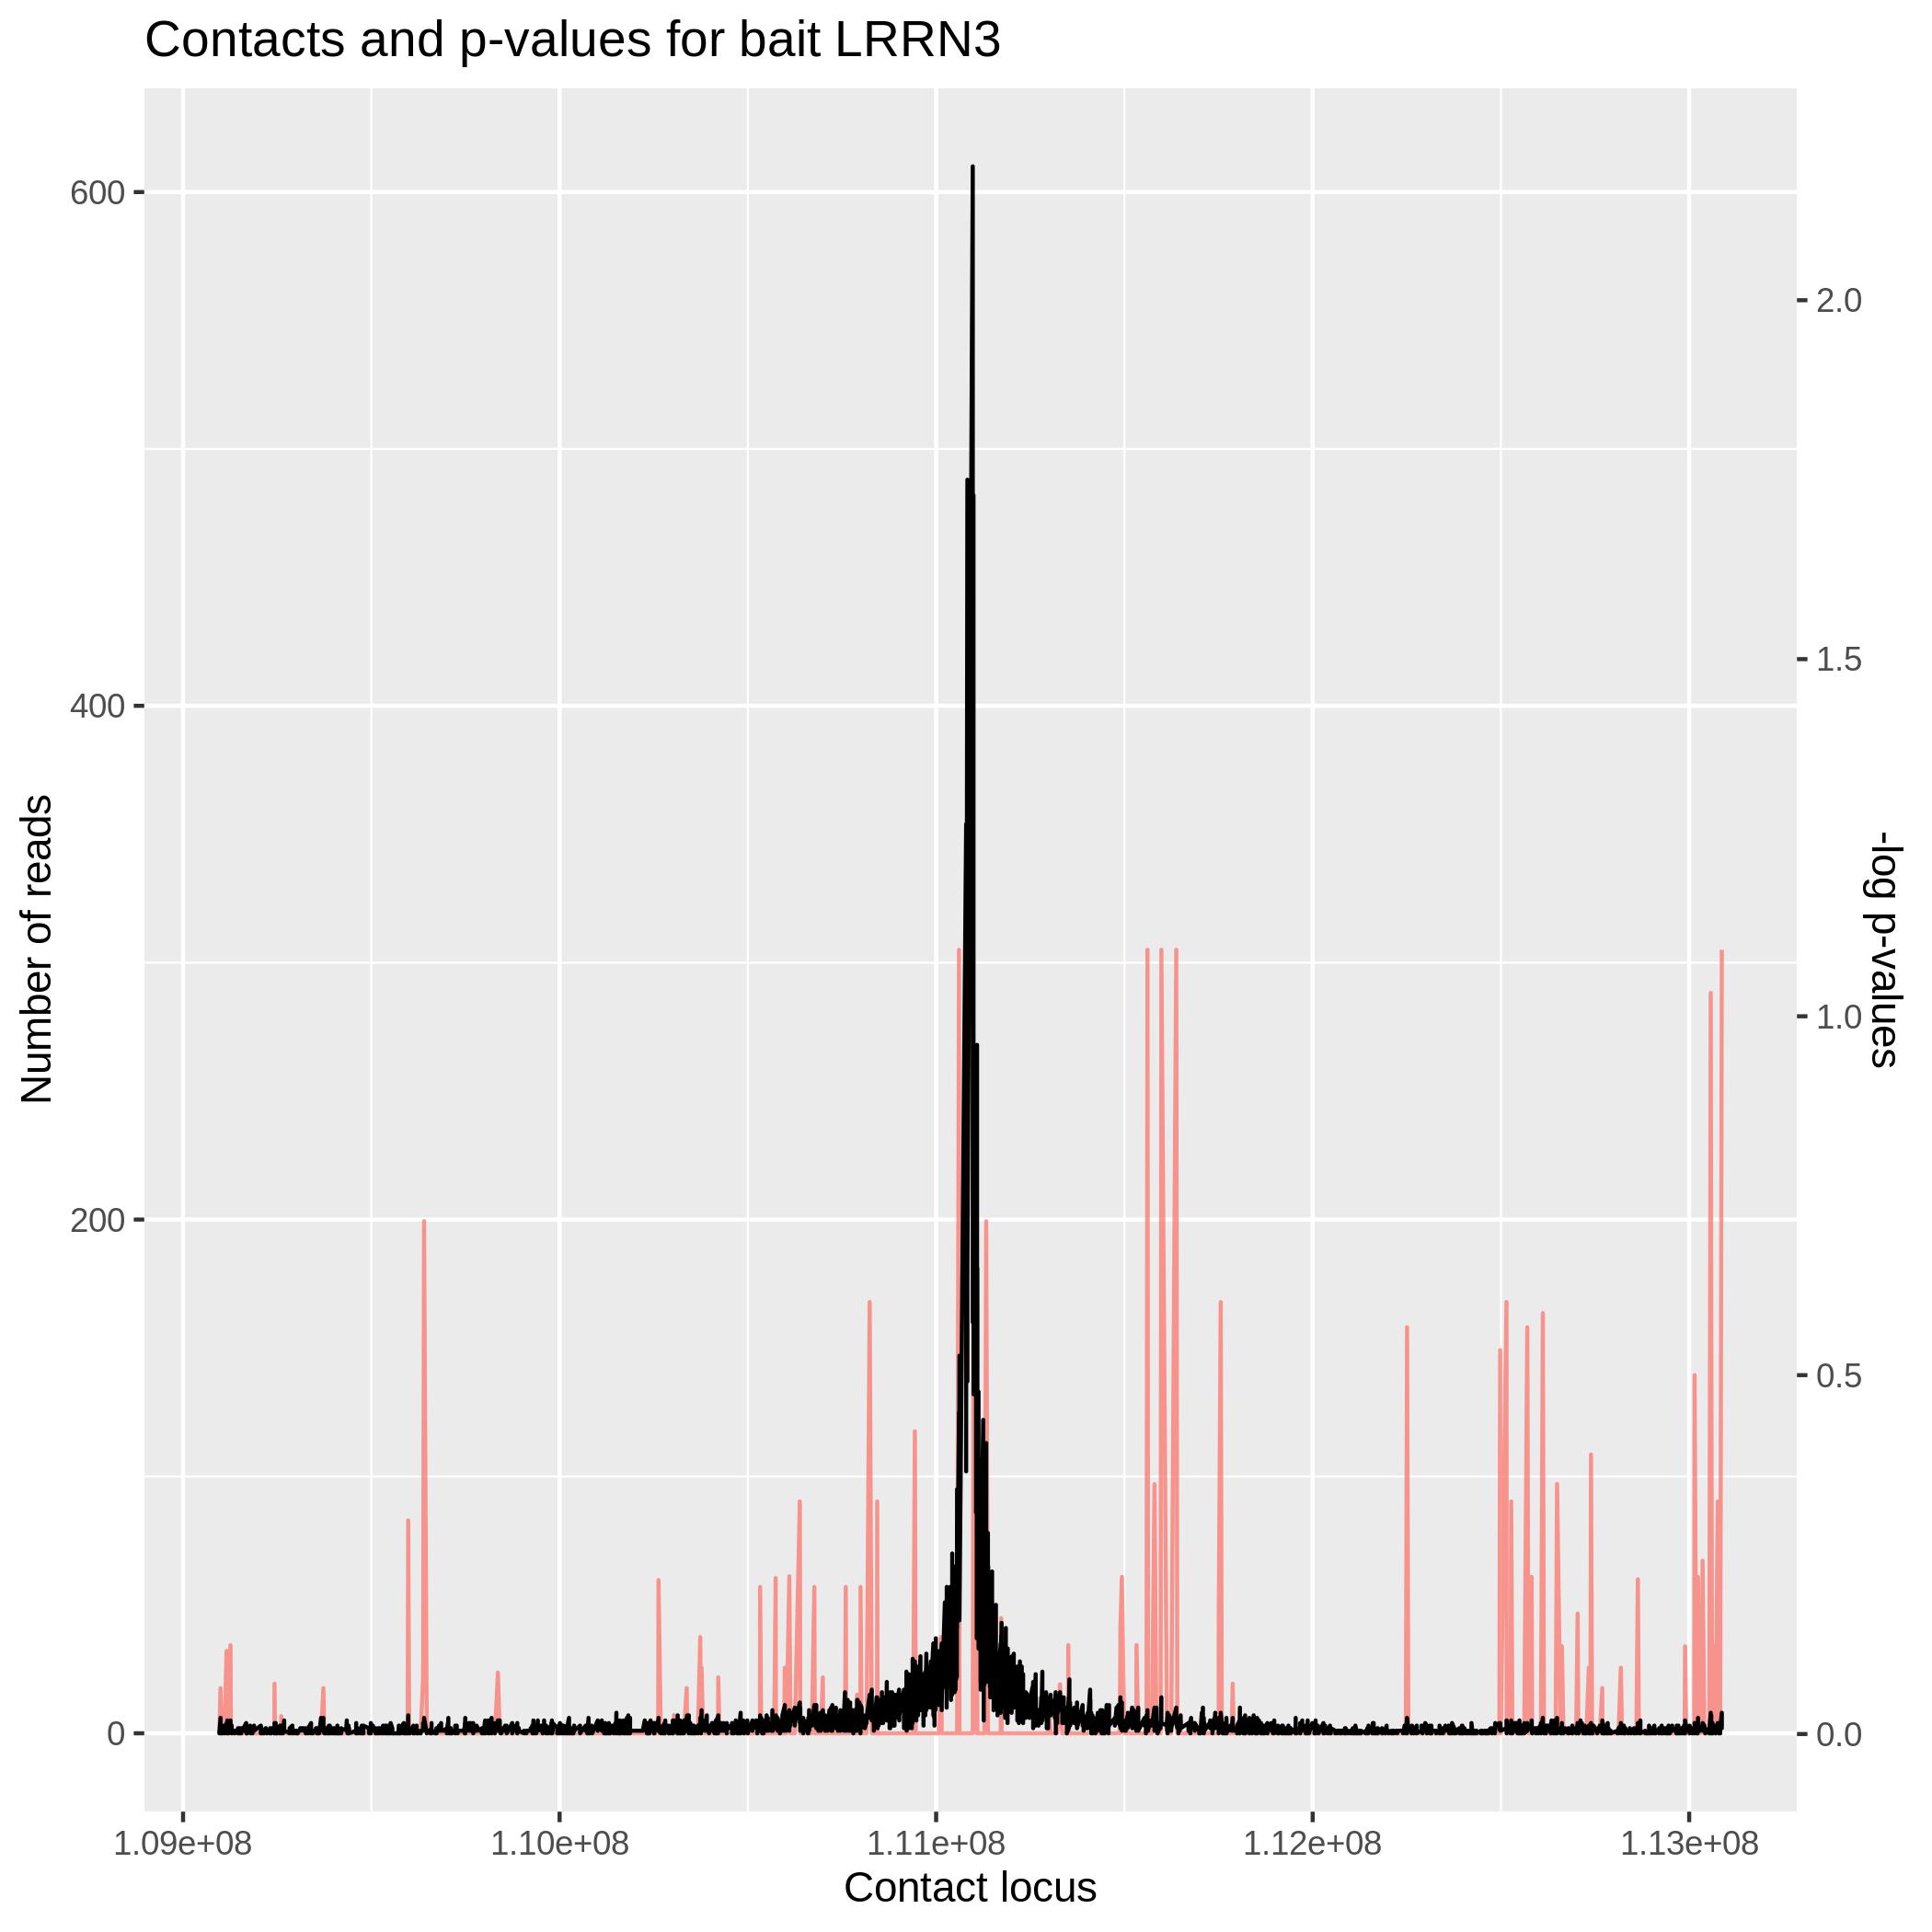 Contacts and p-values for bait LRRN3
600
400
200
0
2.0
1.5
1.0
0.5
0.0
Number of reads
-log p-values
1.09e+08 1.10e+08 1.11e+08 1.12e+08 1.13e+08
Contact locus